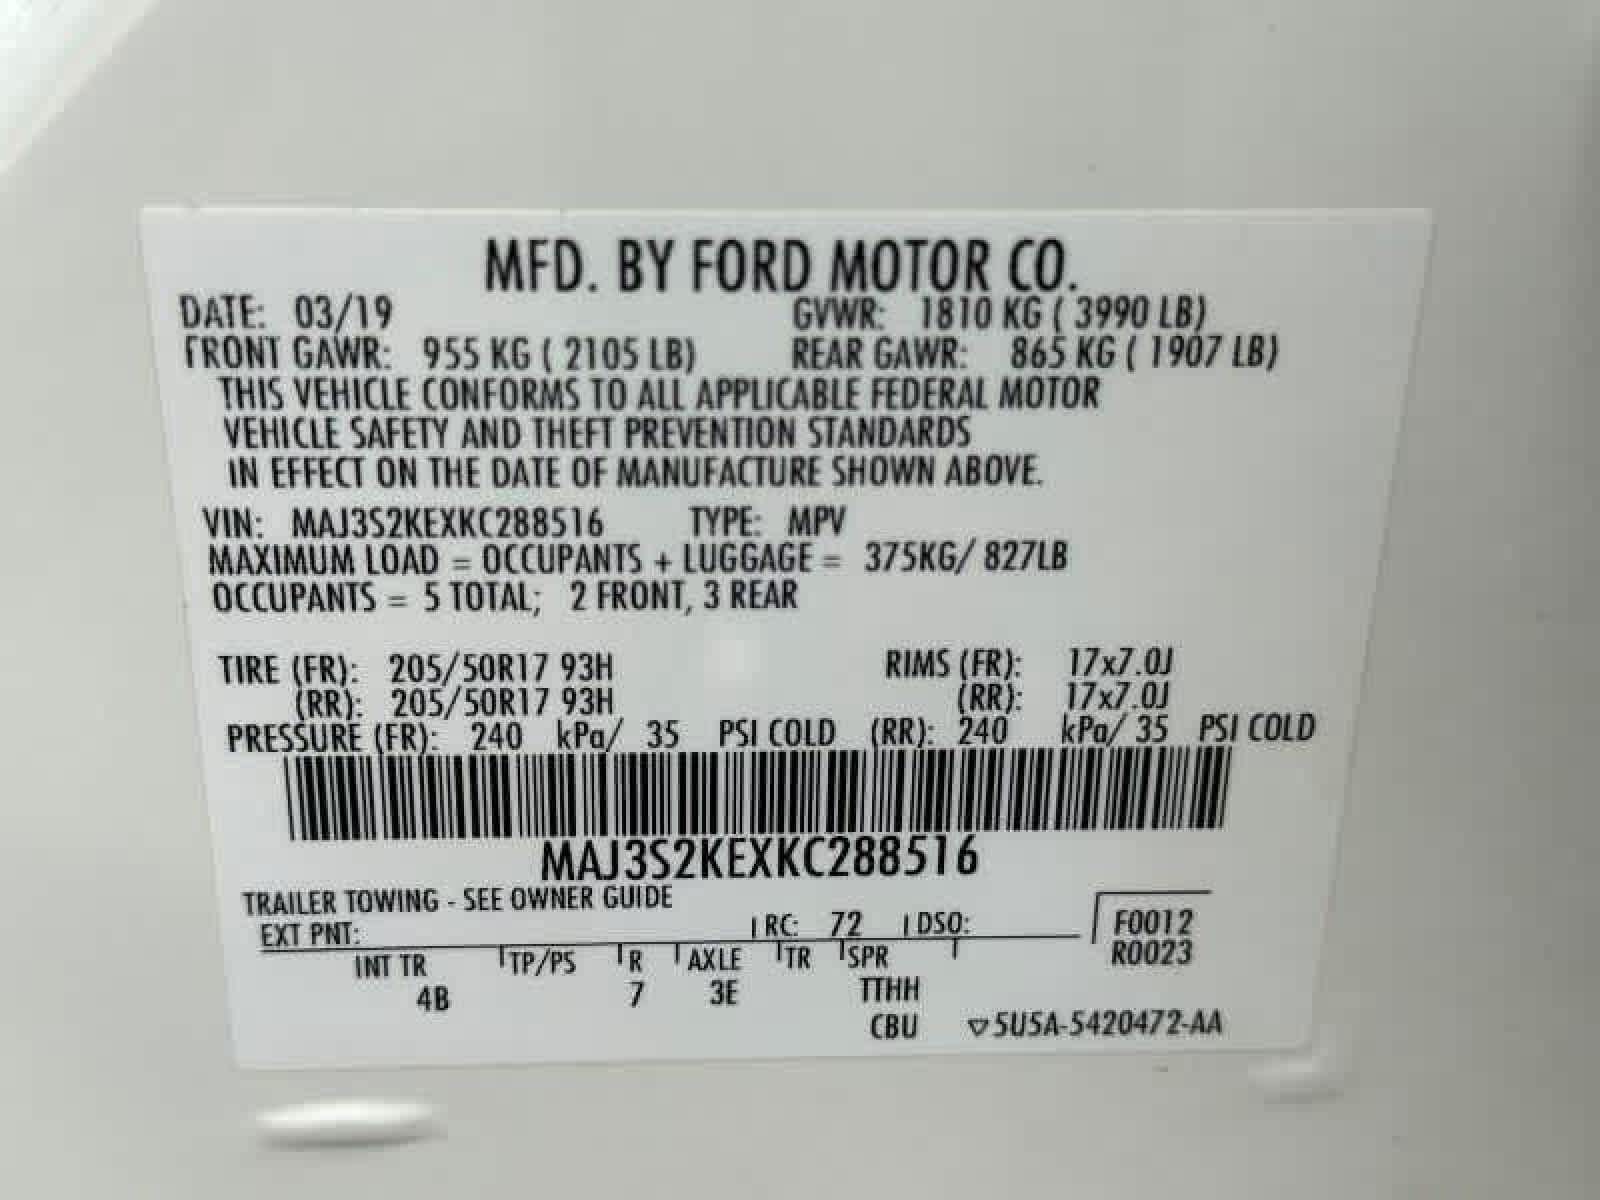 MFD. BY FORD MOTOR CO.
DATE: 03/19 GVWR: 1810 KG ( 3990 LB)
FRONT GAWR: 955 KG ( 2105 LB) REAR GAWR: 865 KG ( 1907 LB)
THIS VEHICLE CONFORMS TO ALL APPLICABLE FEDERAL MOTOR
VEHICLE SAFETY AND THEFT PREVENTION STANDARDS
IN EFFECT ON THE DATE OF MANUFACTURE SHOWN ABOVE.
VIN: MAJ3S2KEXKC288516 TYPE: MPV
MAXIMUM LOAD = OCCUPANTS + LUGGAGE = 375KG/ 827LB
OCCUPANTS = 5 TOTAL; 2 FRONT, 3 REAR
TIRE (FR): 205/50R17 93H RIMS (FR): 17x7.0J
(RR): 205/50R17 93H (RR): 17x7.0J
PRESSURE (FR): 240 kPa/ 35 PSI COLD (RR): 240 kPa/ 35 PSI COLD
MAJ3S2KEXKC288516
TRAILER TOWING - SEE OWNER GUIDE
EXT PNT: RC: 72 DSO: F0012
R0023
INT TR TP/PS R AXLE TR SPR
4B 7 3E TTHH
CBU ▽5U5A-5420472-AA